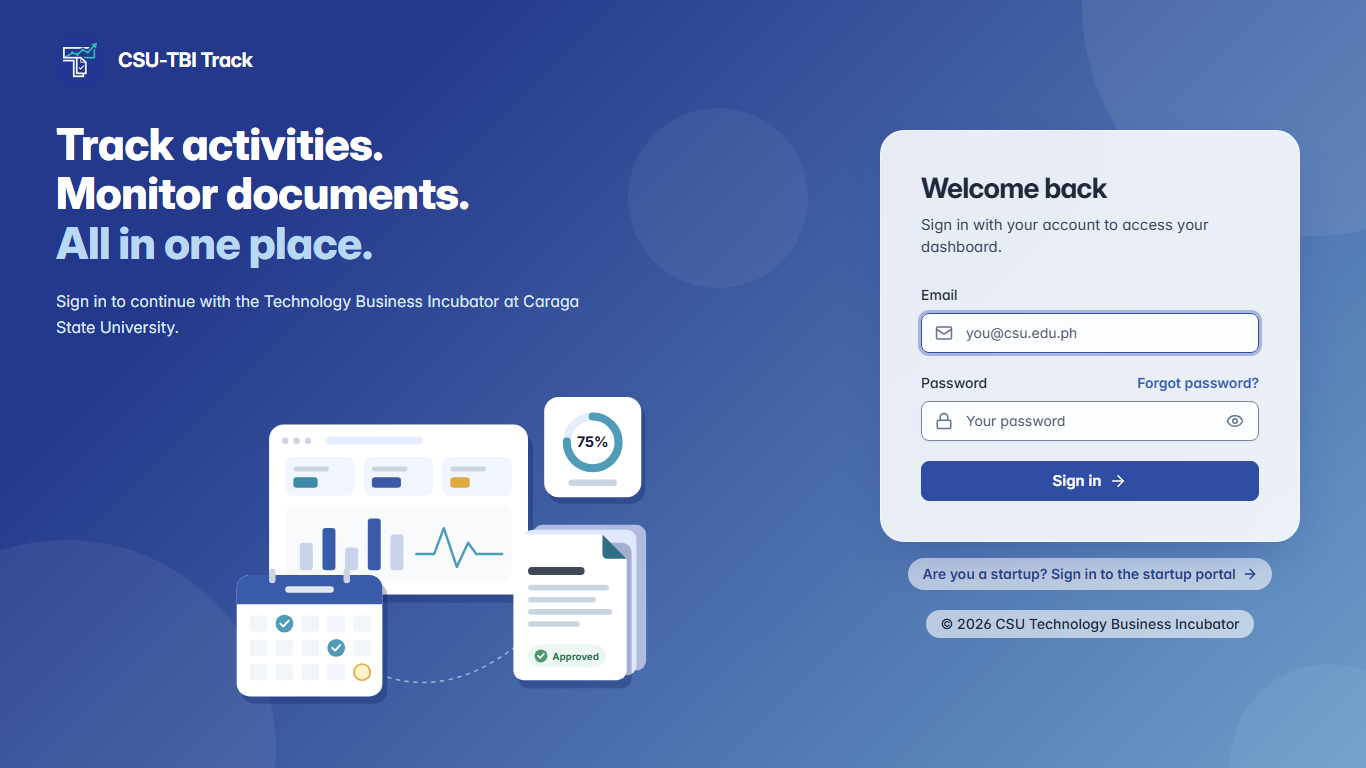 CSU-TBI Track
Track activities.
Monitor documents.
All in one place.
Sign in to continue with the Technology Business Incubator at Caraga
State University.
75%
Approved
Welcome back
Sign in with your account to access your
dashboard.
Email
you@csu.edu.ph
Password
Forgot password?
Your password
Sign in →
Are you a startup? Sign in to the startup portal →
© 2026 CSU Technology Business Incubator